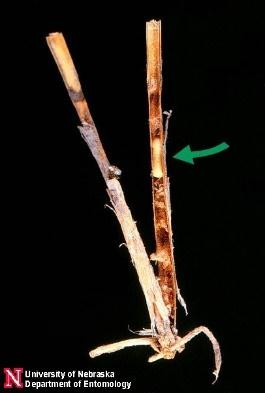 N University of Nebraska
Department of Entomology